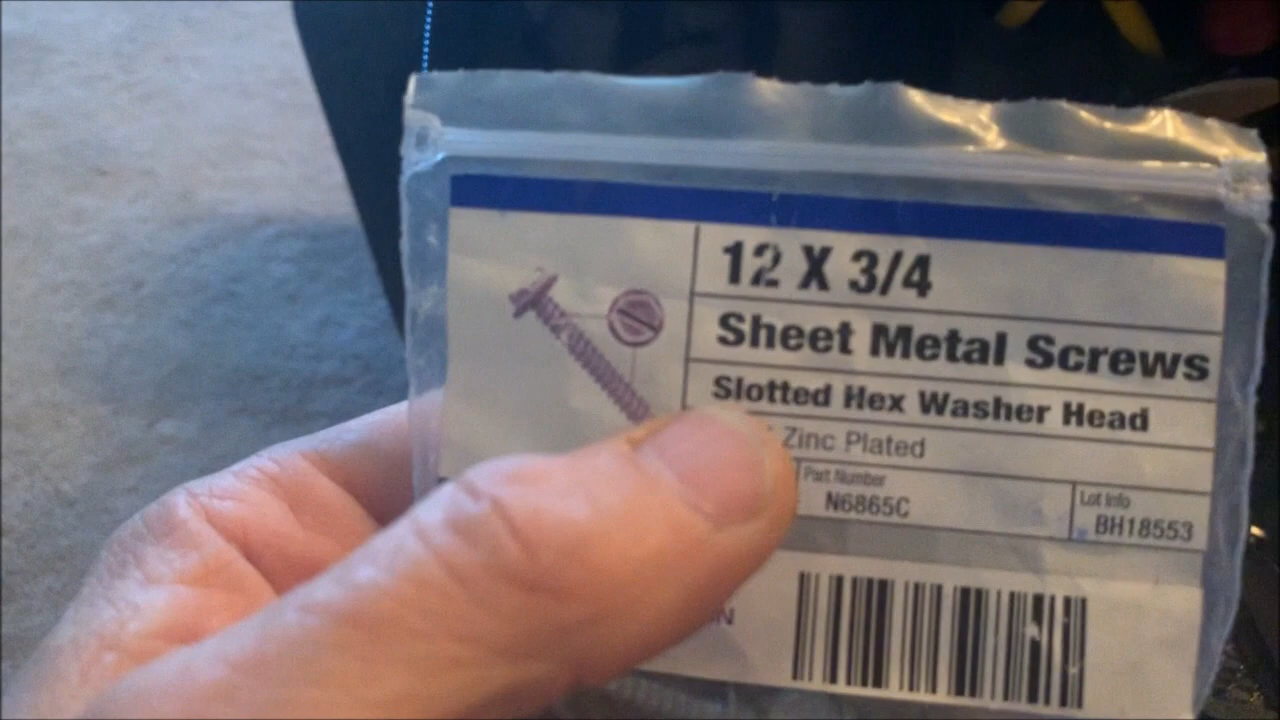 12 X 3/4
Sheet Metal Screws
Slotted Hex Washer Head
Zinc Plated
Part Number
N6865C
Lot Info
BH18553